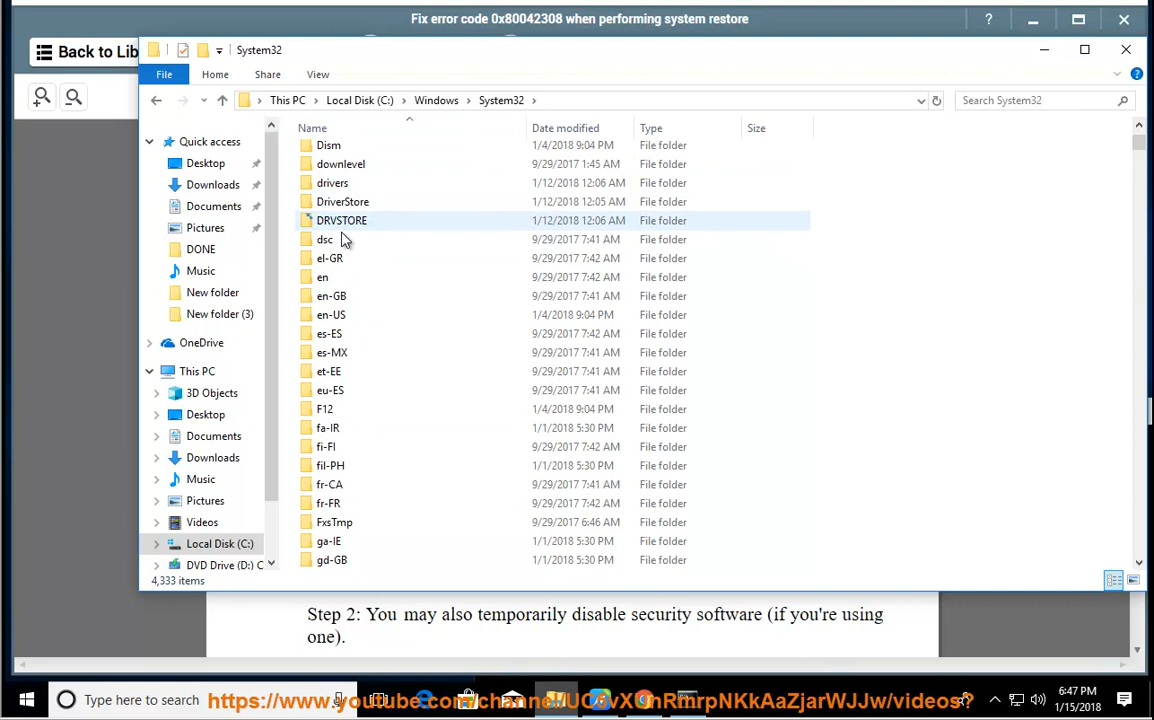 Fix error code 0x80042308 when performing system restore
?
Back to Lib
System32
File Home Share View
This PC Local Disk (C:) Windows System32
Search System32
Name Date modified Type Size
Quick access
Desktop
Downloads
Documents
Pictures
DONE
Music
New folder
New folder (3)
OneDrive
This PC
3D Objects
Desktop
Documents
Downloads
Music
Pictures
Videos
Local Disk (C:)
DVD Drive (D:) C
Dism 1/4/2018 9:04 PM File folder
downlevel 9/29/2017 1:45 AM File folder
drivers 1/12/2018 12:06 AM File folder
DriverStore 1/12/2018 12:05 AM File folder
DRVSTORE 1/12/2018 12:06 AM File folder
dsc 9/29/2017 7:41 AM File folder
el-GR 9/29/2017 7:42 AM File folder
en 9/29/2017 7:42 AM File folder
en-GB 9/29/2017 7:41 AM File folder
en-US 1/4/2018 9:04 PM File folder
es-ES 9/29/2017 7:42 AM File folder
es-MX 9/29/2017 7:41 AM File folder
et-EE 9/29/2017 7:41 AM File folder
eu-ES 9/29/2017 7:41 AM File folder
F12 1/4/2018 9:04 PM File folder
fa-IR 1/1/2018 5:30 PM File folder
fi-FI 9/29/2017 7:42 AM File folder
fil-PH 1/1/2018 5:30 PM File folder
fr-CA 9/29/2017 7:41 AM File folder
fr-FR 9/29/2017 7:42 AM File folder
FxsTmp 9/29/2017 6:46 AM File folder
ga-IE 1/1/2018 5:30 PM File folder
gd-GB 1/1/2018 5:30 PM File folder
4,333 items
Step 2: You may also temporarily disable security software (if you're using
one).
Type here to search
6:47 PM
1/15/2018